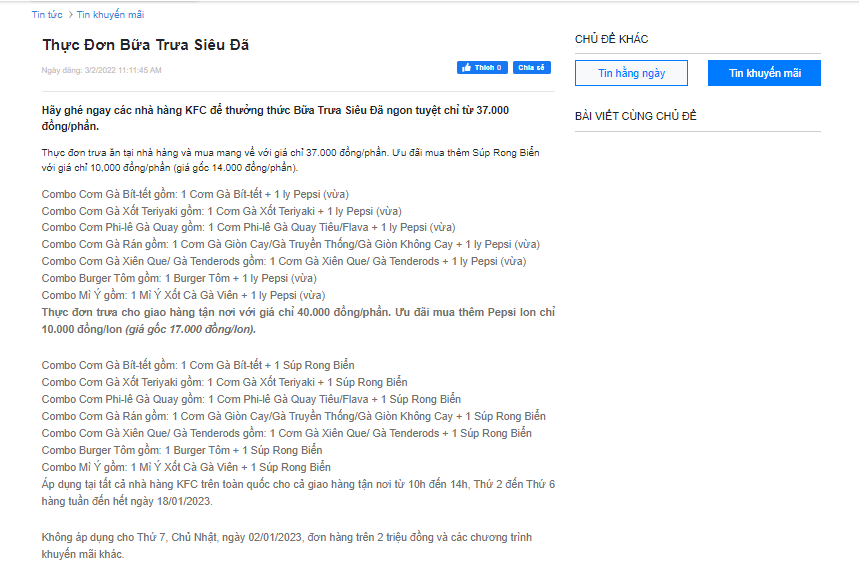 Tin tức > Tin khuyến mãi
Thực Đơn Bữa Trưa Siêu Đã
Ngày đăng: 3/2/2022 11:11:45 AM
Thích 0
Chia sẻ
Hãy ghé ngay các nhà hàng KFC để thưởng thức Bữa Trưa Siêu Đã ngon tuyệt chỉ từ 37.000
đồng/phần.
Thực đơn trưa ăn tại nhà hàng và mua mang về với giá chỉ 37.000 đồng/phần. Ưu đãi mua thêm Súp Rong Biển
với giá chỉ 10,000 đồng/phần (giá gốc 14.000 đồng/phần).
Combo Cơm Gà Bít-tết gồm: 1 Cơm Gà Bít-tết + 1 ly Pepsi (vừa)
Combo Cơm Gà Xốt Teriyaki gồm: 1 Cơm Gà Xốt Teriyaki + 1 ly Pepsi (vừa)
Combo Cơm Phi-lê Gà Quay gồm: 1 Cơm Phi-lê Gà Quay Tiêu/Flava + 1 ly Pepsi (vừa)
Combo Cơm Gà Rán gồm: 1 Cơm Gà Giòn Cay/Gà Truyền Thống/Gà Giòn Không Cay + 1 ly Pepsi (vừa)
Combo Cơm Gà Xiên Que/ Gà Tenderods gồm: 1 Cơm Gà Xiên Que/ Gà Tenderods + 1 ly Pepsi (vừa)
Combo Burger Tôm gồm: 1 Burger Tôm + 1 ly Pepsi (vừa)
Combo Mì Ý gồm: 1 Mì Ý Xốt Cà Gà Viên + 1 ly Pepsi (vừa)
Thực đơn trưa cho giao hàng tận nơi với giá chỉ 40.000 đồng/phần. Ưu đãi mua thêm Pepsi lon chỉ
10.000 đồng/lon (giá gốc 17.000 đồng/lon).
Combo Cơm Gà Bít-tết gồm: 1 Cơm Gà Bít-tết + 1 Súp Rong Biển
Combo Cơm Gà Xốt Teriyaki gồm: 1 Cơm Gà Xốt Teriyaki + 1 Súp Rong Biển
Combo Cơm Phi-lê Gà Quay gồm: 1 Cơm Phi-lê Gà Quay Tiêu/Flava + 1 Súp Rong Biển
Combo Cơm Gà Rán gồm: 1 Cơm Gà Giòn Cay/Gà Truyền Thống/Gà Giòn Không Cay + 1 Súp Rong Biển
Combo Cơm Gà Xiên Que/ Gà Tenderods gồm: 1 Cơm Gà Xiên Que/ Gà Tenderods + 1 Súp Rong Biển
Combo Burger Tôm gồm: 1 Burger Tôm + 1 Súp Rong Biển
Combo Mì Ý gồm: 1 Mì Ý Xốt Cà Gà Viên + 1 Súp Rong Biển
Áp dụng tại tất cả nhà hàng KFC trên toàn quốc cho cả giao hàng tận nơi từ 10h đến 14h, Thứ 2 đến Thứ 6
hàng tuần đến hết ngày 18/01/2023.
Không áp dụng cho Thứ 7, Chủ Nhật, ngày 02/01/2023, đơn hàng trên 2 triệu đồng và các chương trình
khuyến mãi khác.
CHỦ ĐỀ KHÁC
Tin hằng ngày
Tin khuyến mãi
BÀI VIẾT CÙNG CHỦ ĐỀ